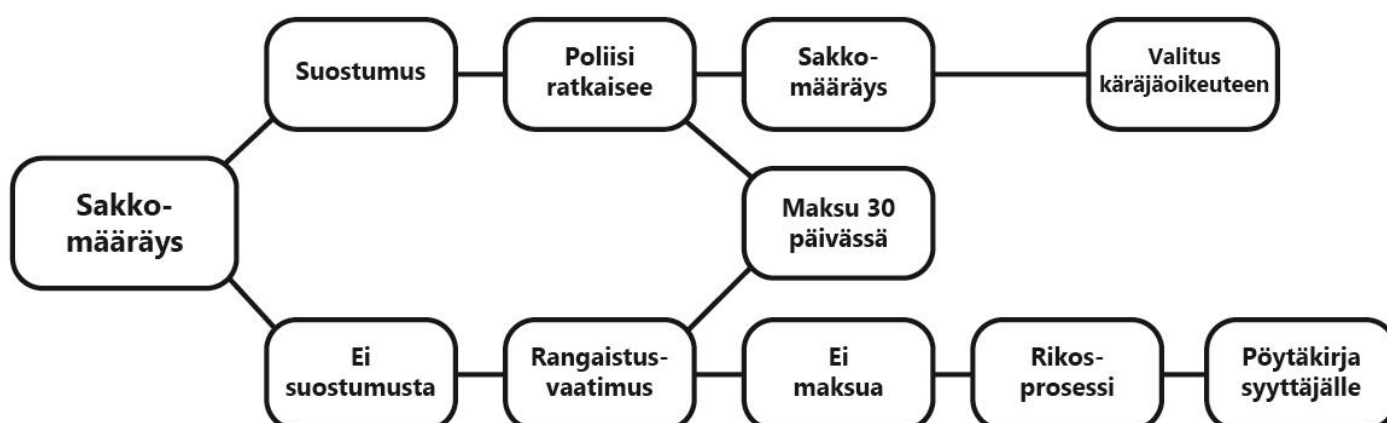 Suostumus
Poliisi
ratkaisee
Sakko-
määräys
Valitus
käräjäoikeuteen
Sakko-
määräys
Maksu 30
päivässä
Ei
suostumusta
Rangaistus-
vaatimus
Ei
maksua
Rikos-
prosessi
Pöytäkirja
syyttäjälle